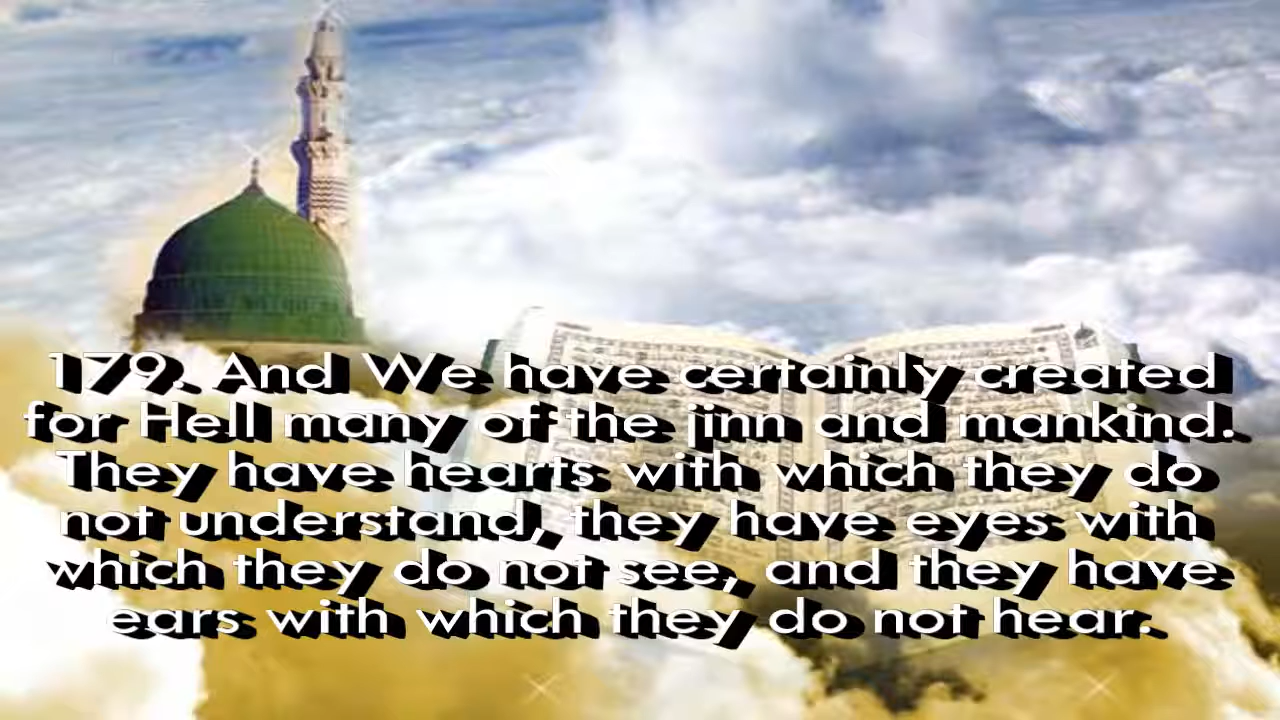 179. And We have certainly created
for Hell many of the jinn and mankind.
They have hearts with which they do
not understand, they have eyes with
which they do not see, and they have
ears with which they do not hear.